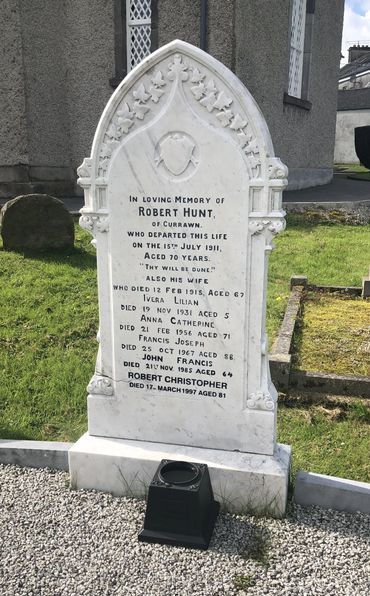 In loving Memory of
Robert Hunt,
of Currawn.
who departed this life
on the 15th July 1911,
Aged 70 years.
"Thy will be done."
also his wife
who died 12 Feb 1915, Aged 67
Ivera Lilian
died 19 Nov 1931 aged 5
Anna Catherine
died 21 Feb 1956 aged 71
Francis Joseph
died 25 Oct 1967 aged 86
John Francis
died 21st Nov 1985 aged 64
Robert Christopher
died 17th March 1997 aged 81